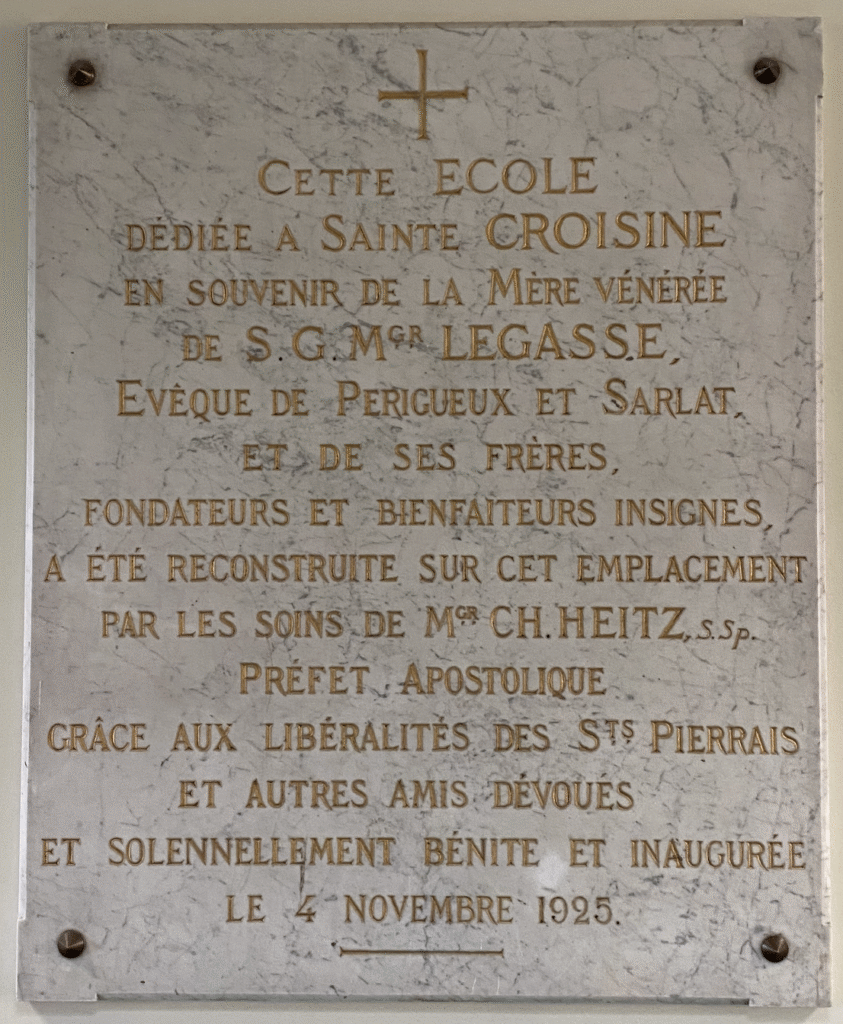 CETTE ECOLE
DÉDIÉE A SAINTE CROISINE
EN SOUVENIR DE LA MÈRE VÉNÉRÉE
DE S. G. MGR LEGASSE,
EVÊQUE DE PERIGUEUX ET SARLAT,
ET DE SES FRÈRES,
FONDATEURS ET BIENFAITEURS INSIGNES,
A ÉTÉ RECONSTRUITE SUR CET EMPLACEMENT
PAR LES SOINS DE MGR CH. HEITZ, s.sp.
PRÉFET APOSTOLIQUE
GRÂCE AUX LIBÉRALITÉS DES STS PIERRAIS
ET AUTRES AMIS DÉVOUÉS
ET SOLENNELLEMENT BÉNITE ET INAUGURÉE
LE 4 NOVEMBRE 1925.